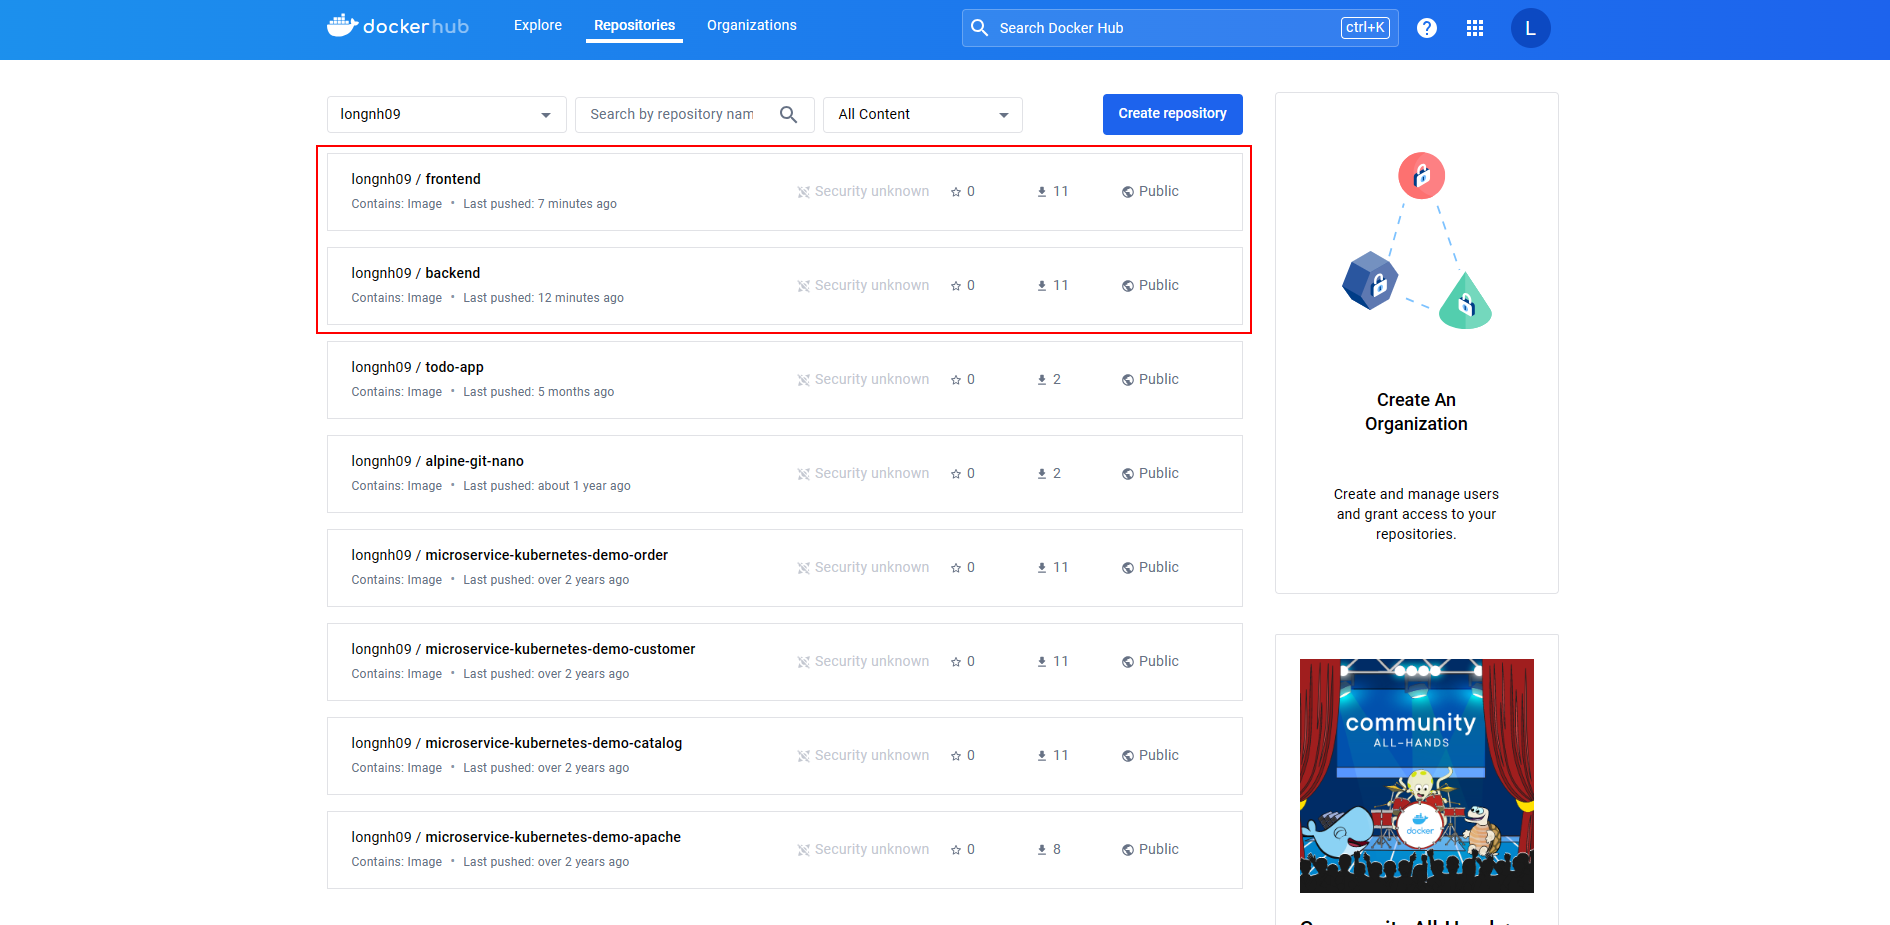 docker hub
Explore
Repositories
Organizations
Search Docker Hub
ctrl+K
?
L
longnh09
Search by repository nam
All Content
Create repository
longnh09 / frontend
Contains: Image • Last pushed: 7 minutes ago
Security unknown
0
11
Public
longnh09 / backend
Contains: Image • Last pushed: 12 minutes ago
Security unknown
0
11
Public
longnh09 / todo-app
Contains: Image • Last pushed: 5 months ago
Security unknown
0
2
Public
longnh09 / alpine-git-nano
Contains: Image • Last pushed: about 1 year ago
Security unknown
0
2
Public
longnh09 / microservice-kubernetes-demo-order
Contains: Image • Last pushed: over 2 years ago
Security unknown
0
11
Public
longnh09 / microservice-kubernetes-demo-customer
Contains: Image • Last pushed: over 2 years ago
Security unknown
0
11
Public
longnh09 / microservice-kubernetes-demo-catalog
Contains: Image • Last pushed: over 2 years ago
Security unknown
0
11
Public
longnh09 / microservice-kubernetes-demo-apache
Contains: Image • Last pushed: over 2 years ago
Security unknown
0
8
Public
Create An
Organization
Create and manage users
and grant access to your
repositories.
community
ALL-HANDS
docker